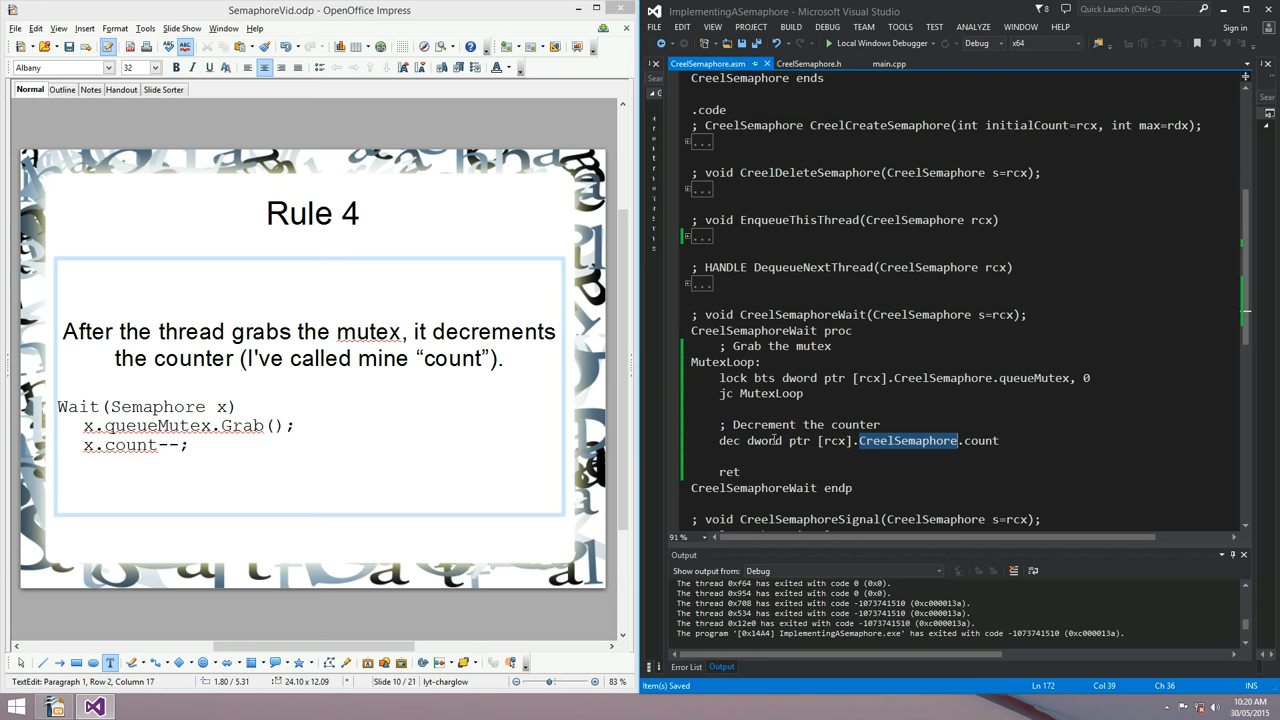 SemaphoreVid.odp - OpenOffice Impress
File Edit View Insert Format Tools Slide Show Window Help
Albany 32
Normal Outline Notes Handout Slide Sorter
Rule 4
After the thread grabs the mutex, it decrements
the counter (I've called mine “count”).
Wait(Semaphore x)
x.queueMutex.Grab();
x.count--;
TextEdit: Paragraph 1, Row 2, Column 17 1.80 / 5.31 24.10 x 12.09 Slide 10 / 21 lyt-charglow 83 %
ImplementingASemaphore - Microsoft Visual Studio
8 Quick Launch (Ctrl+Q)
FILE EDIT VIEW PROJECT BUILD DEBUG TEAM TOOLS TEST ANALYZE WINDOW HELP Sign in
Local Windows Debugger Debug x64
CreelSemaphore.asm CreelSemaphore.h main.cpp
CreelSemaphore ends
.code
; CreelSemaphore CreelCreateSemaphore(int initialCount=rcx, int max=rdx);
...
; void CreelDeleteSemaphore(CreelSemaphore s=rcx);
...
; void EnqueueThisThread(CreelSemaphore rcx)
...
; HANDLE DequeueNextThread(CreelSemaphore rcx)
...
; void CreelSemaphoreWait(CreelSemaphore s=rcx);
CreelSemaphoreWait proc
; Grab the mutex
MutexLoop:
lock bts dword ptr [rcx].CreelSemaphore.queueMutex, 0
jc MutexLoop
; Decrement the counter
dec dword ptr [rcx].CreelSemaphore.count
ret
CreelSemaphoreWait endp
; void CreelSemaphoreSignal(CreelSemaphore s=rcx);
91 %
Output
Show output from: Debug
The thread 0xf64 has exited with code 0 (0x0).
The thread 0x954 has exited with code 0 (0x0).
The thread 0x708 has exited with code -1073741510 (0xc000013a).
The thread 0x534 has exited with code -1073741510 (0xc000013a).
The thread 0x12e0 has exited with code -1073741510 (0xc000013a).
The program '[0x14A4] ImplementingASemaphore.exe' has exited with code -1073741510 (0xc000013a).
Error List Output
Item(s) Saved Ln 172 Col 39 Ch 36 INS
10:20 AM
30/05/2015